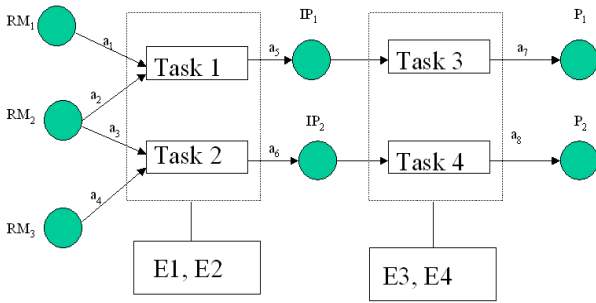 RM1
IP1
P1
a1
a5
a7
Task 1
Task 3
a2
RM2
IP2
P2
a3
a6
a8
Task 2
Task 4
a4
RM3
E1, E2
E3, E4